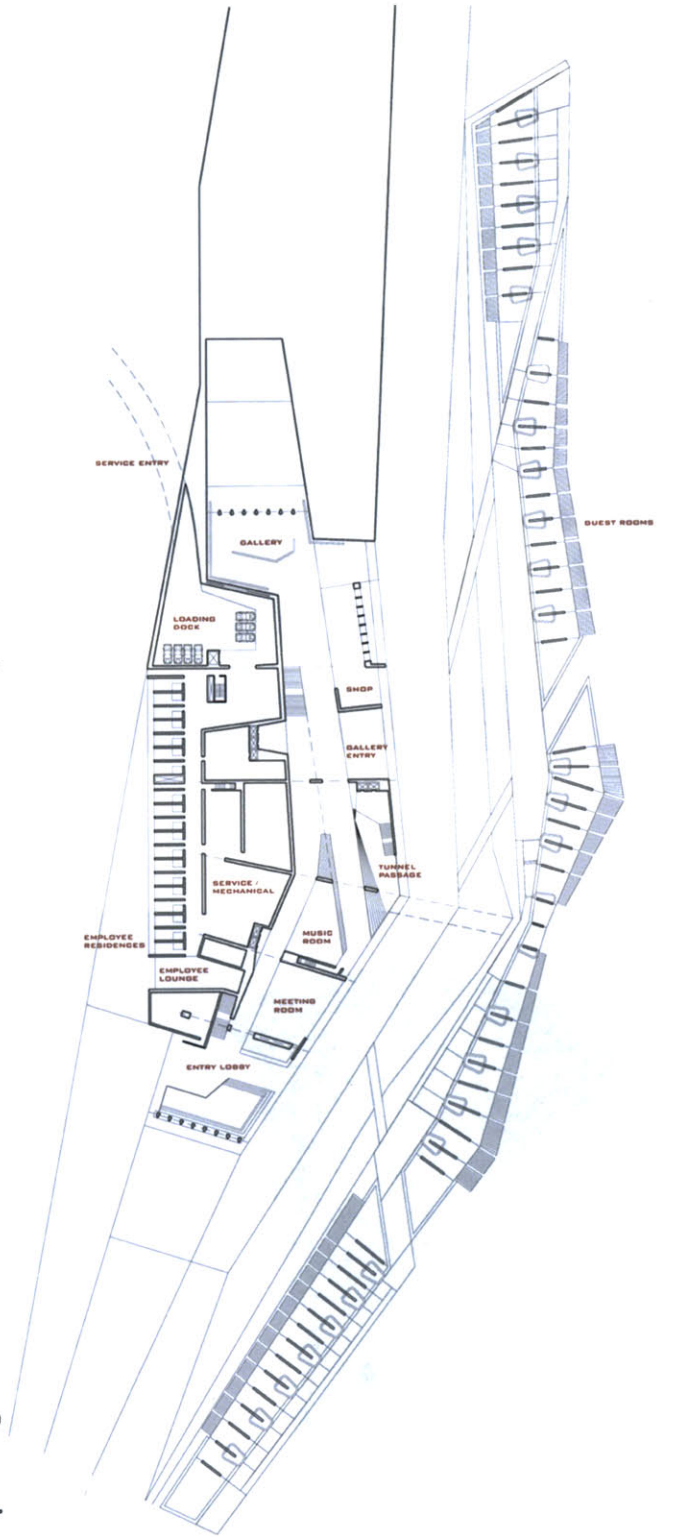 SERVICE ENTRY
GALLERY
GUEST ROOMS
LOADING
DOCK
SHOP
GALLERY
ENTRY
TUNNEL
PASSAGE
SERVICE /
MECHANICAL
EMPLOYEE
RESIDENCES
MUSIC
ROOM
EMPLOYEE
LOUNGE
MEETING
ROOM
ENTRY LOBBY